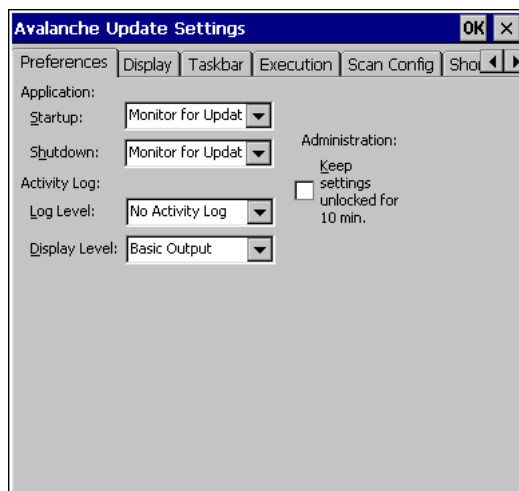 Avalanche Update Settings OK ×
Preferences Display Taskbar Execution Scan Config
Application:
Startup: Monitor for Updat
Shutdown: Monitor for Updat
Administration:
Keep
settings
unlocked for
10 min.
Activity Log:
Log Level: No Activity Log
Display Level: Basic Output